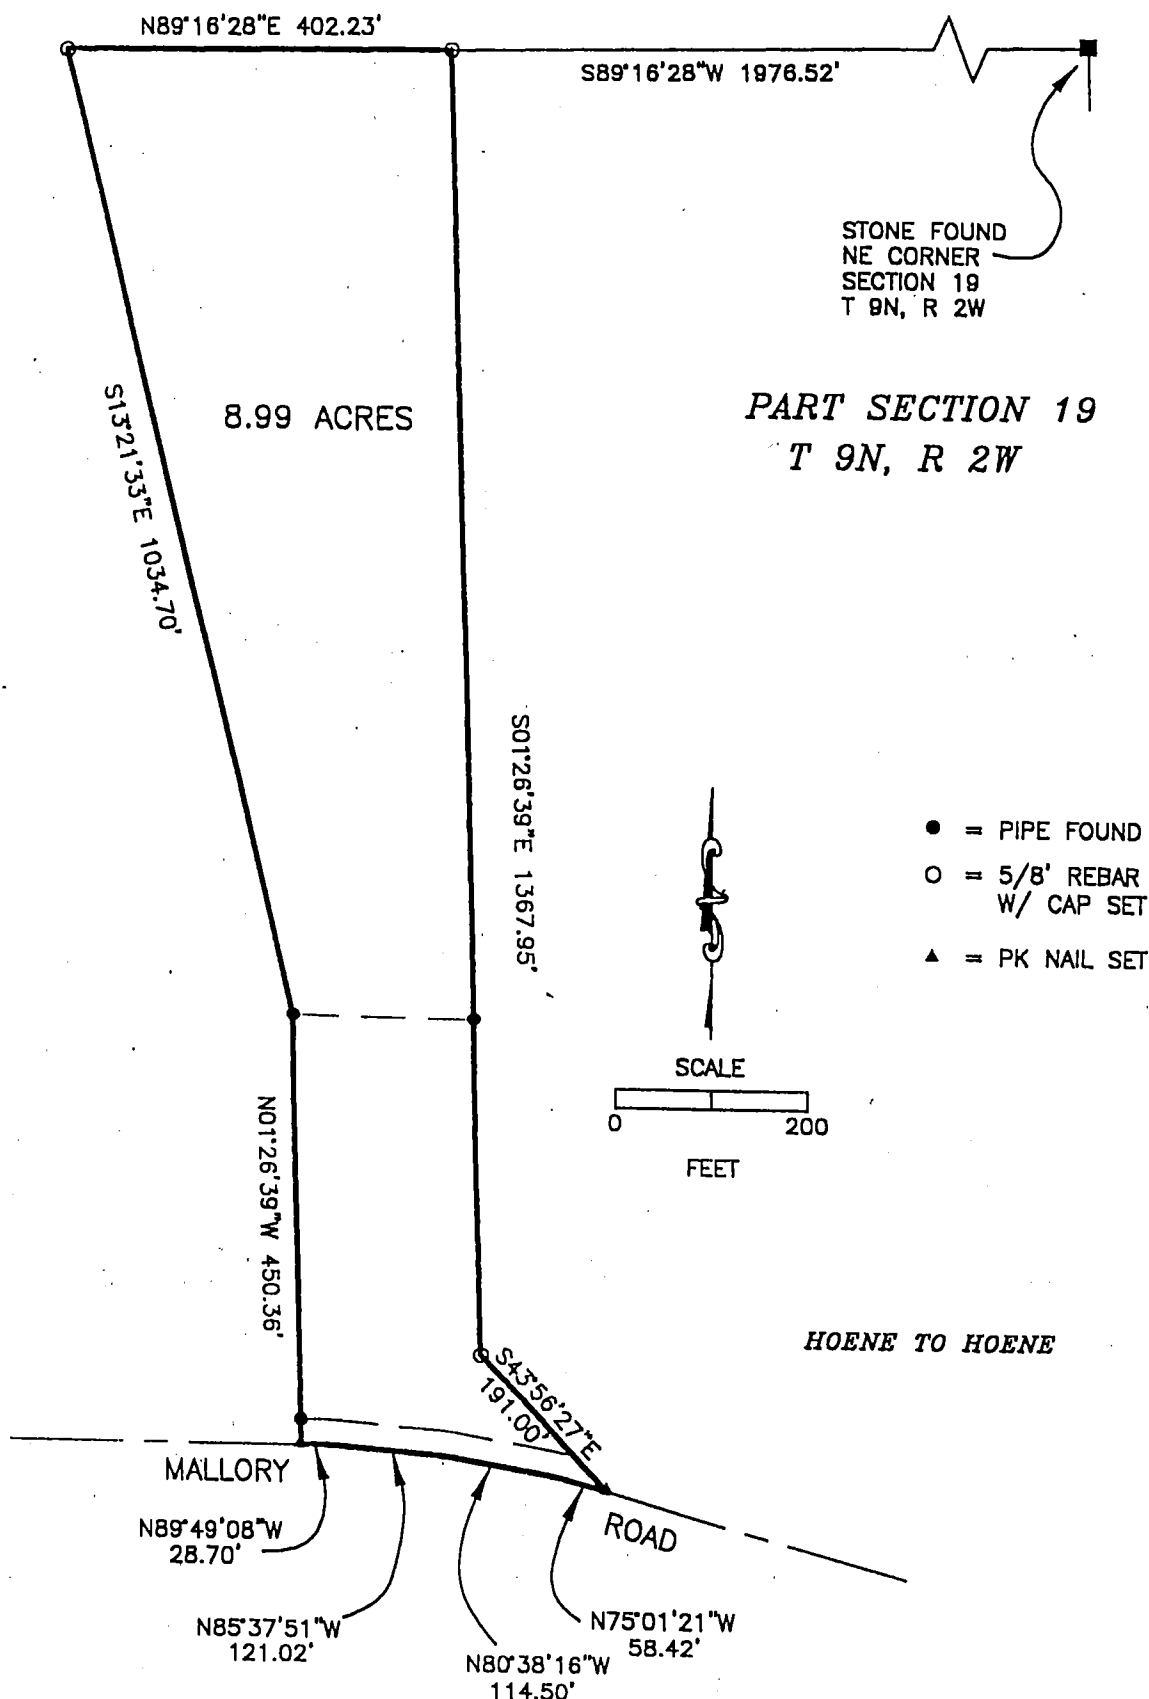 N89°16'28"E 402.23'
S89°16'28"W 1976.52'
STONE FOUND
NE CORNER
SECTION 19
T 9N, R 2W
S13°21'33"E 1034.70'
8.99 ACRES
PART SECTION 19
T 9N, R 2W
S01°26'39"E 1367.95'
● = PIPE FOUND
○ = 5/8' REBAR
W/ CAP SET
▲ = PK NAIL SET
SCALE
0 200
FEET
N01°26'39"W 450.36'
HOENE TO HOENE
S43°56'27"E
191.00'
MALLORY
ROAD
N89°49'08"W
28.70'
N85°37'51"W
121.02'
N80°38'16"W
114.50'
N75°01'21"W
58.42'